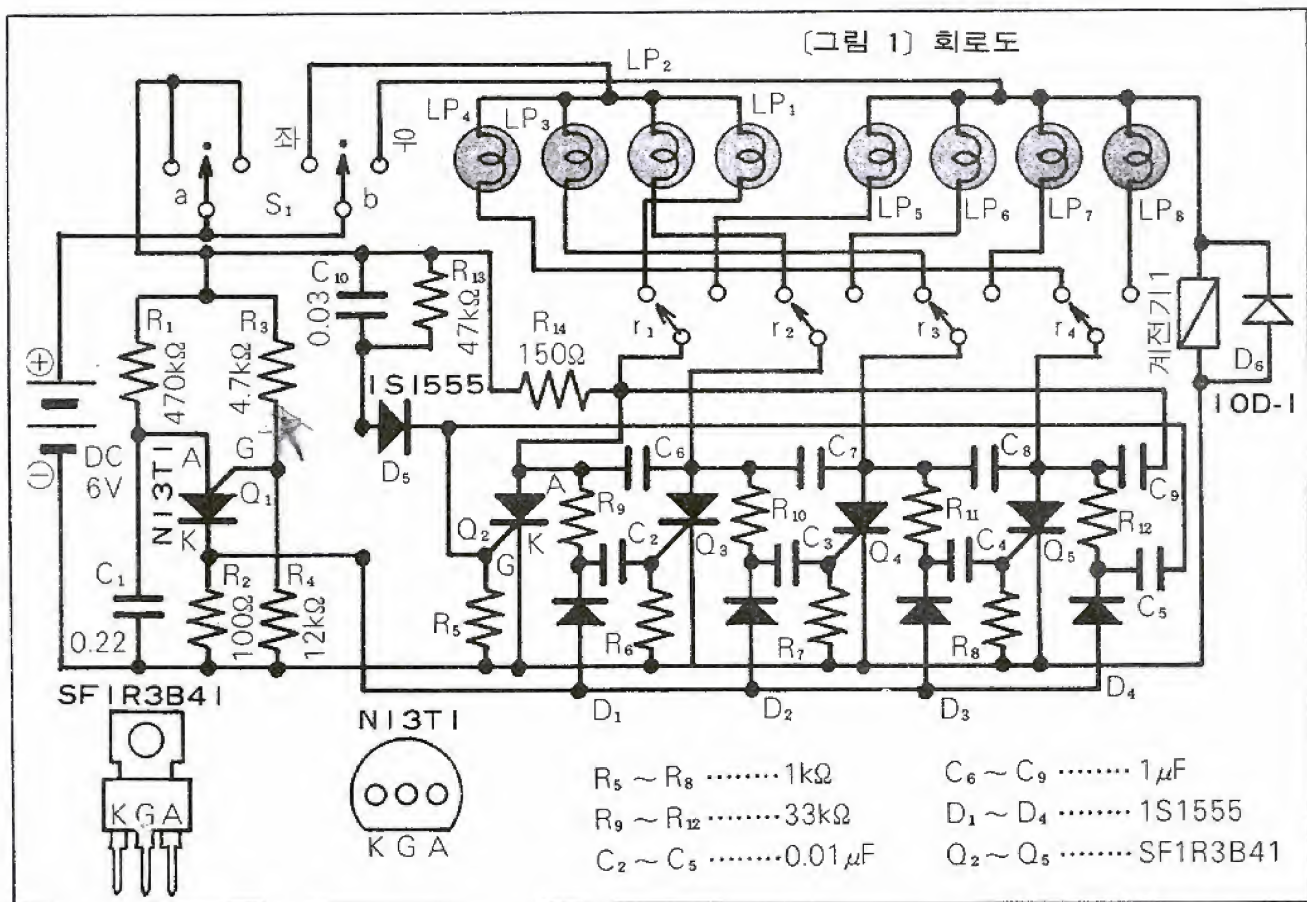 〔그림 1〕 회로도
LP₂
LP₄
LP₃
LP₁
좌
우
a
S₁
b
LP₅
LP₆
LP₇
LP₈
C₁₀
0.03
R₁₃
47kΩ
R₁
470kΩ
R₃
4.7kΩ
R₁₄
150Ω
r₁
r₂
r₃
r₄
계전기 1
D₆
10D-1
1S1555
D₅
⊕
⊖
DC
6V
N13T1
A
G
Q₁
K
C₁
0.22
R₂
100Ω
R₄
12kΩ
A
C₆
C₇
C₈
C₉
R₉
R₁₀
R₁₁
R₁₂
Q₂
K
G
C₂
Q₃
C₃
Q₄
C₄
Q₅
C₅
R₅
R₆
R₇
R₈
D₁
D₂
D₃
D₄
SF1R3B41
K G A
N13T1
K G A
R₅ ~ R₈ ········ 1kΩ
R₉ ~ R₁₂ ········ 33kΩ
C₂ ~ C₅ ········ 0.01μF
C₆ ~ C₉ ········ 1μF
D₁ ~ D₄ ········ 1S1555
Q₂ ~ Q₅ ········ SF1R3B41